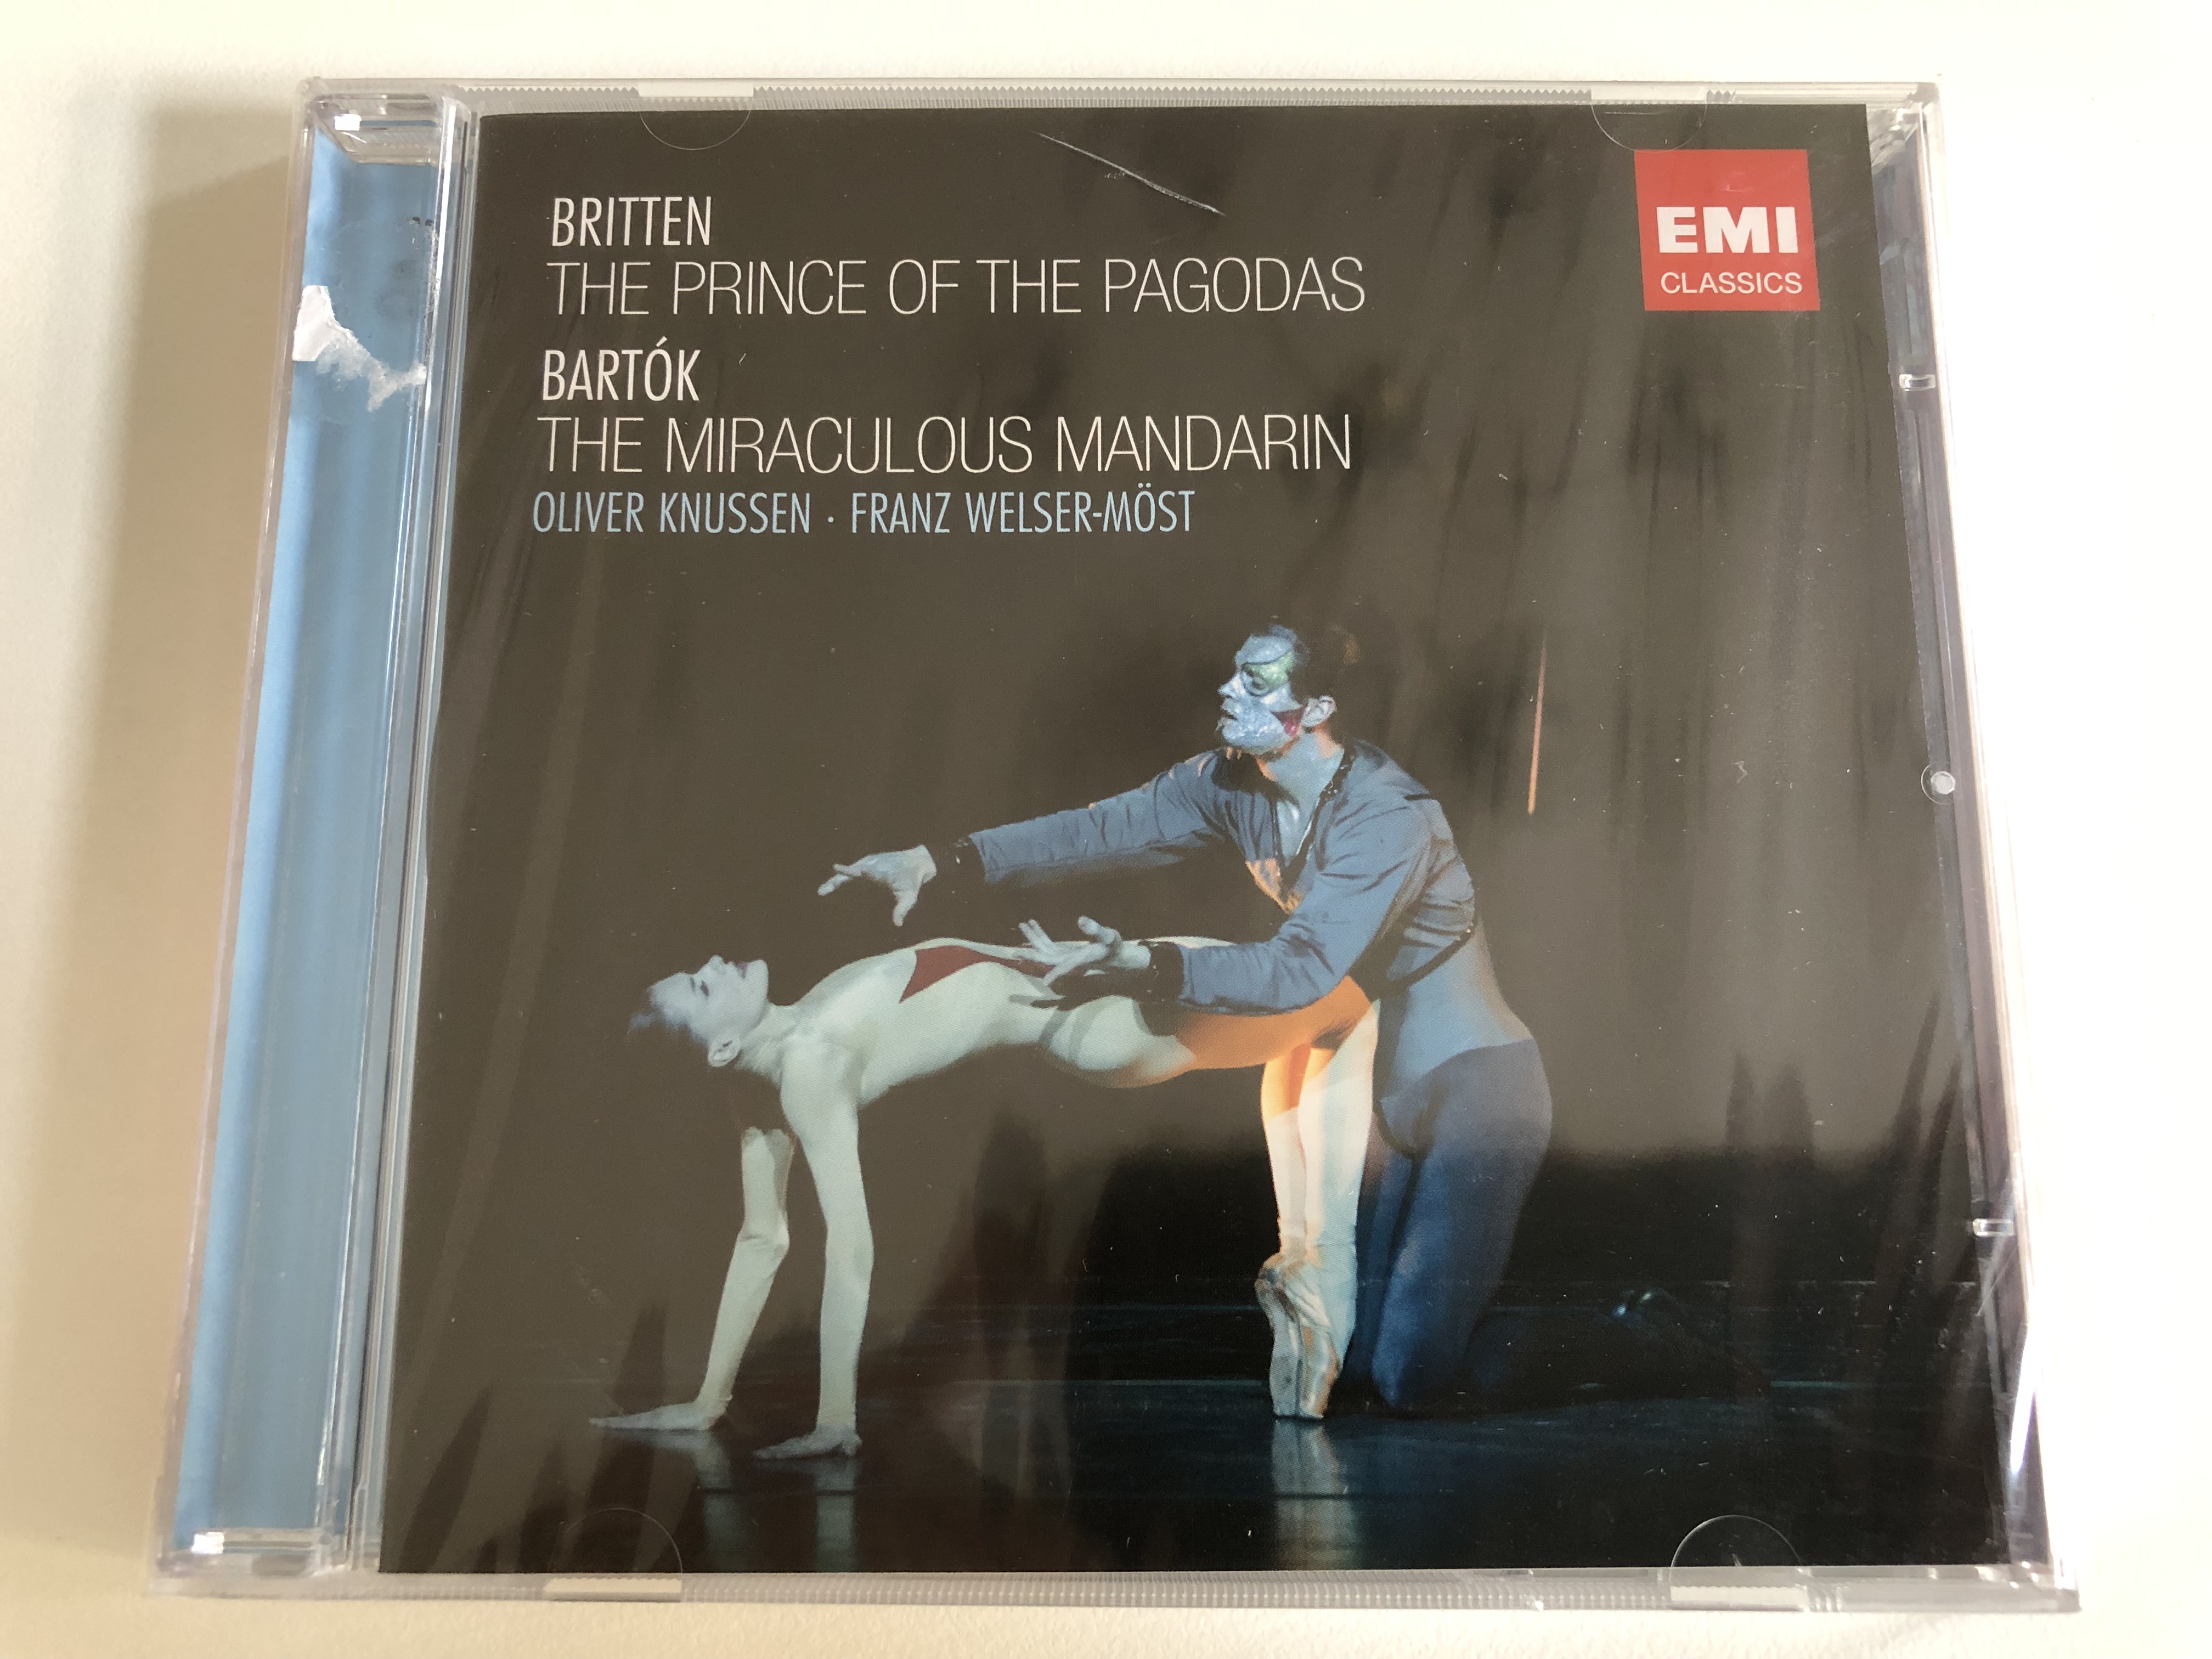 BRITTEN
THE PRINCE OF THE PAGODAS
BARTÓK
THE MIRACULOUS MANDARIN
OLIVER KNUSSEN · FRANZ WELSER-MÖST
EMI
CLASSICS